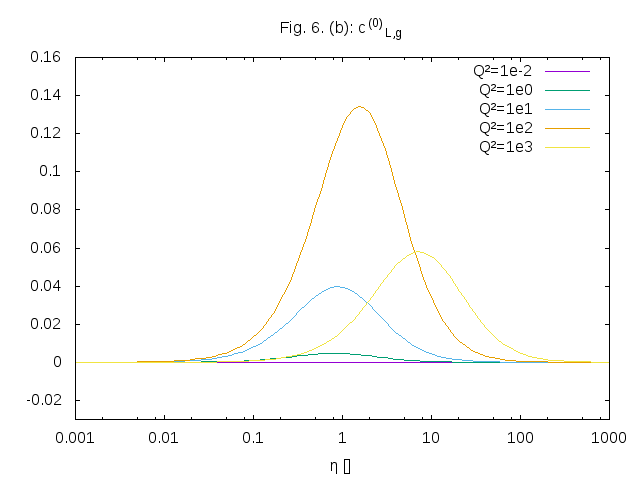 Fig. 6. (b): c(0)L,g
0.16
0.14
0.12
0.1
0.08
0.06
0.04
0.02
0
-0.02
Q²=1e-2
Q²=1e0
Q²=1e1
Q²=1e2
Q²=1e3
0.001 0.01 0.1 1 10 100 1000
η []